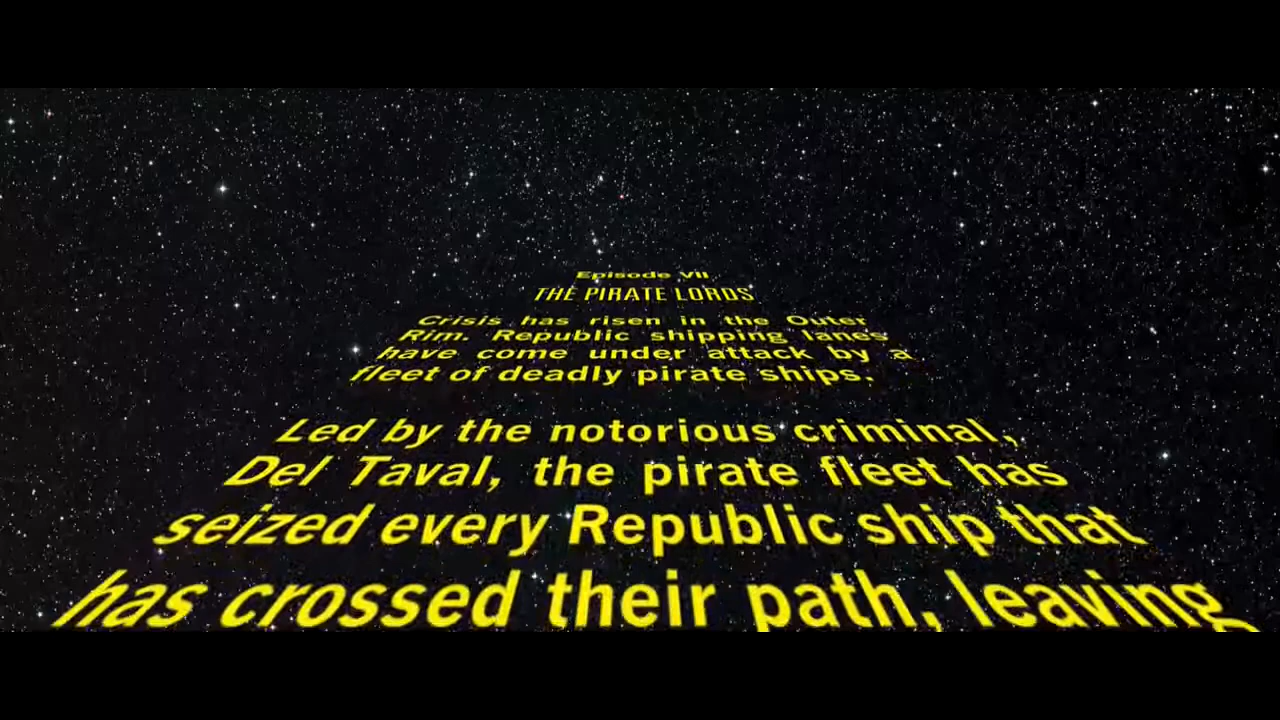 Episode VII
THE PIRATE LORDS
Crisis has risen in the Outer
Rim. Republic shipping lanes
have come under attack by a
fleet of deadly pirate ships.
Led by the notorious criminal,
Del Taval, the pirate fleet has
seized every Republic ship that
has crossed their path, leaving